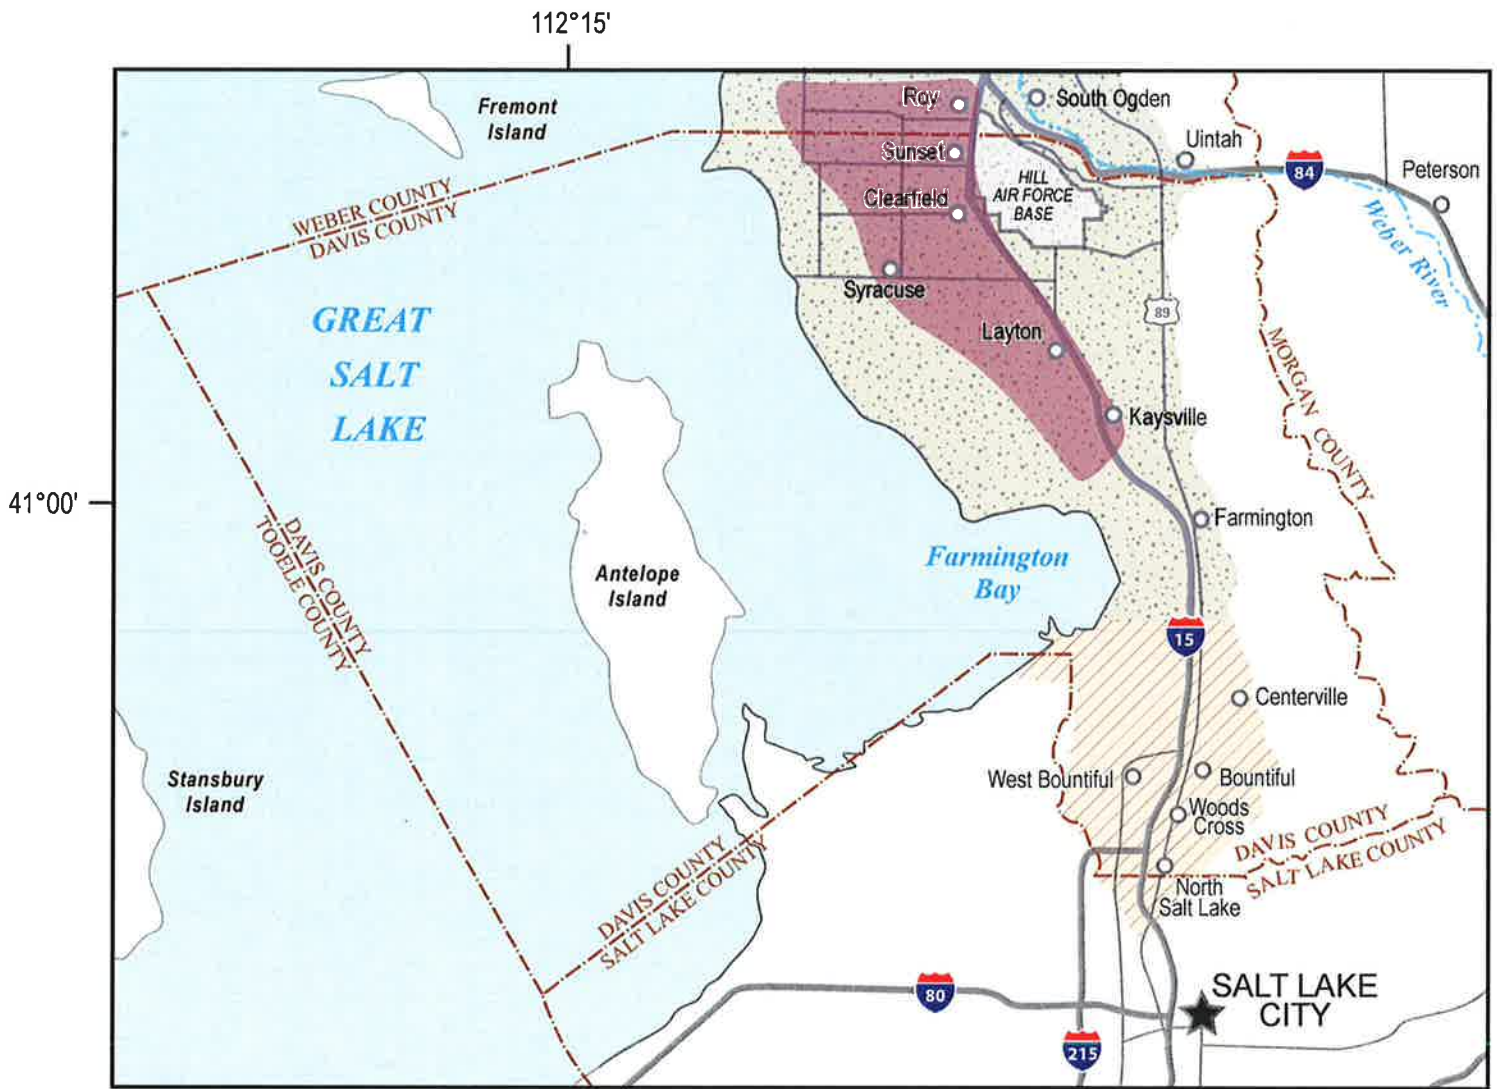 112°15'
Fremont
Island
Roy
South Ogden
Uintah
Sunset
84
Peterson
HILL
AIR FORCE
BASE
Clearfield
WEBER COUNTY
DAVIS COUNTY
Weber River
Syracuse
GREAT
SALT
LAKE
89
Layton
MORGAN COUNTY
Kaysville
41°00'
Farmington
DAVIS COUNTY
TOOELE COUNTY
Antelope
Island
Farmington
Bay
15
Centerville
Stansbury
Island
West Bountiful
Bountiful
Woods
Cross
DAVIS COUNTY
SALT LAKE COUNTY
DAVIS COUNTY
SALT LAKE COUNTY
North
Salt Lake
80
SALT LAKE
CITY
215